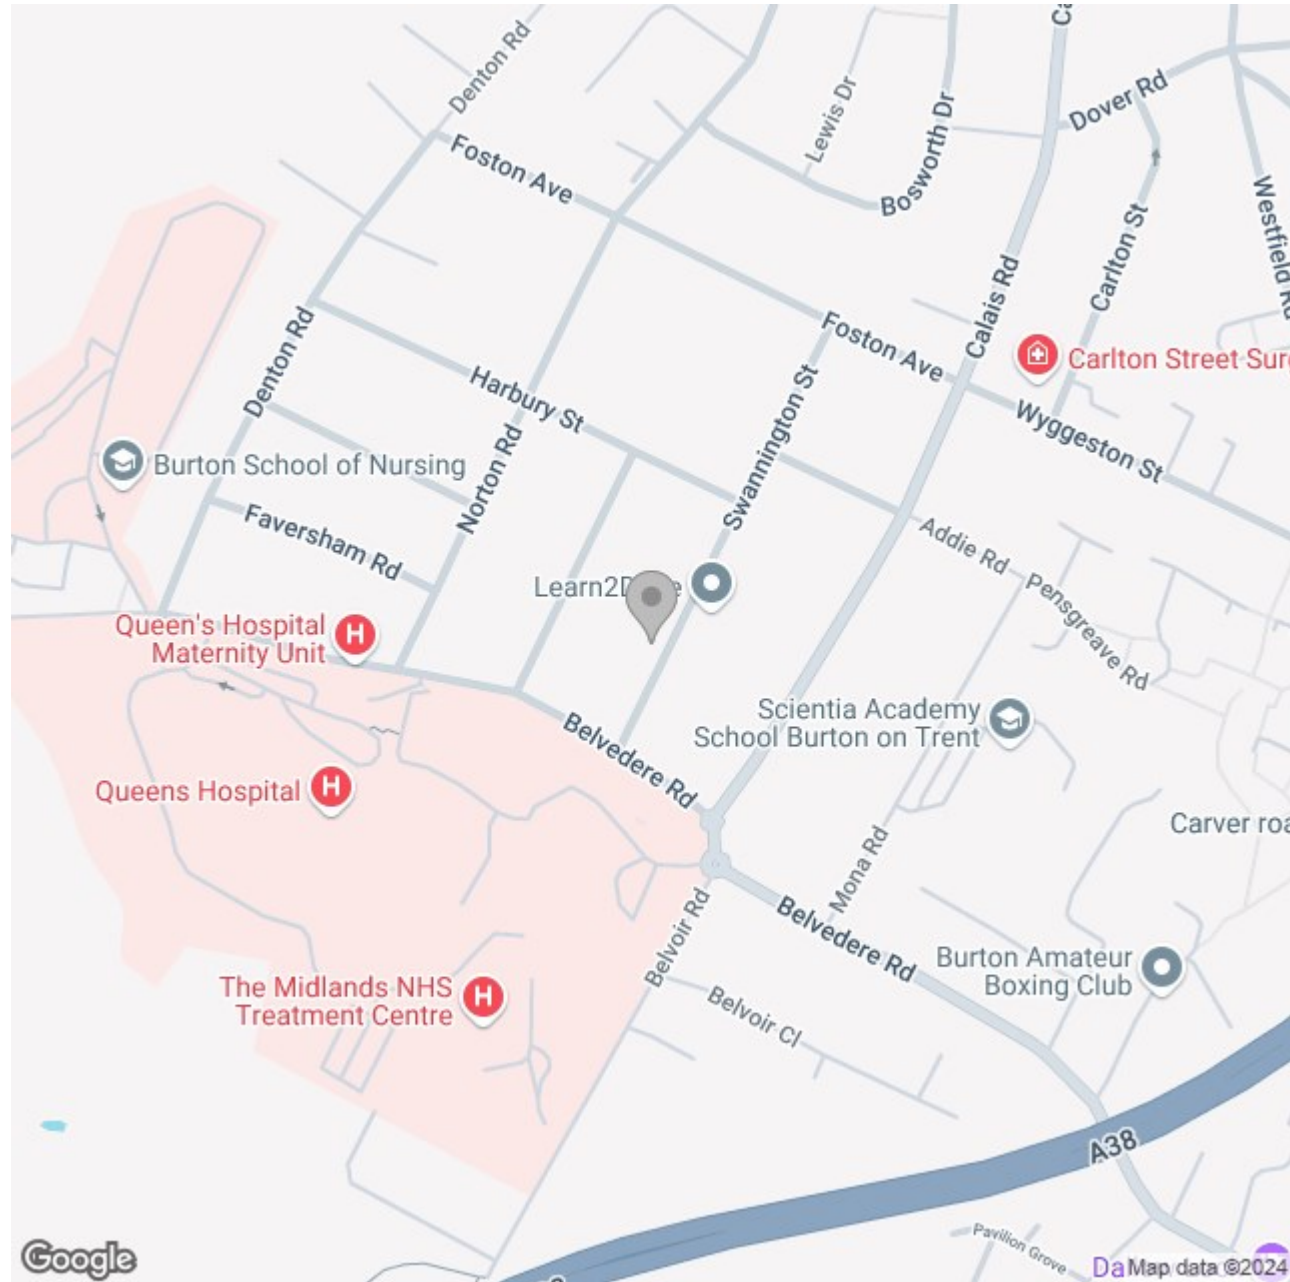 Denton Rd
Foston Ave
Lewis Dr
Bosworth Dr
Dover Rd
Carlton St
Westfield Rd
Calais Rd
Foston Ave
Carlton Street Sur
Denton Rd
Harbury St
Swannington St
Wyggeston St
Burton School of Nursing
Norton Rd
Faversham Rd
Addie Rd
Pensgreave Rd
Learn2D
Queen's Hospital
Maternity Unit
Scientia Academy
School Burton on Trent
Belvedere Rd
Queens Hospital
Carver roa
Mona Rd
Belvoir Rd
Belvedere Rd
Burton Amateur
Boxing Club
The Midlands NHS
Treatment Centre
Belvoir Cl
A38
Pavilion Grove
Google
Da
Map data ©2024